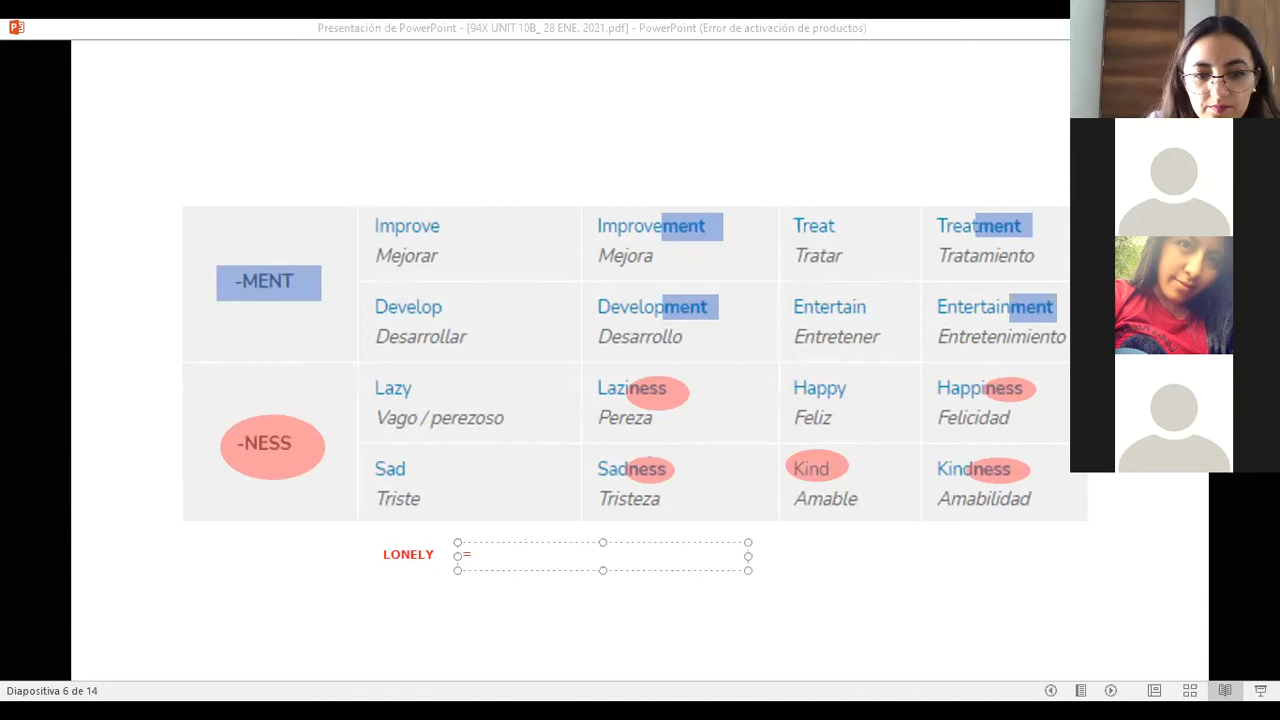 Presentación de PowerPoint - [94X UNIT 10B_ 28 ENE. 2021.pdf] - PowerPoint (Error de activación de productos)
-MENT
Improve
Mejorar
Improvement
Mejora
Treat
Tratar
Treatment
Tratamiento
Develop
Desarrollar
Development
Desarrollo
Entertain
Entretener
Entertainment
Entretenimiento
-NESS
Lazy
Vago / perezoso
Laziness
Pereza
Happy
Feliz
Happiness
Felicidad
Sad
Triste
Sadness
Tristeza
Kind
Amable
Kindness
Amabilidad
LONELY =
Diapositiva 6 de 14